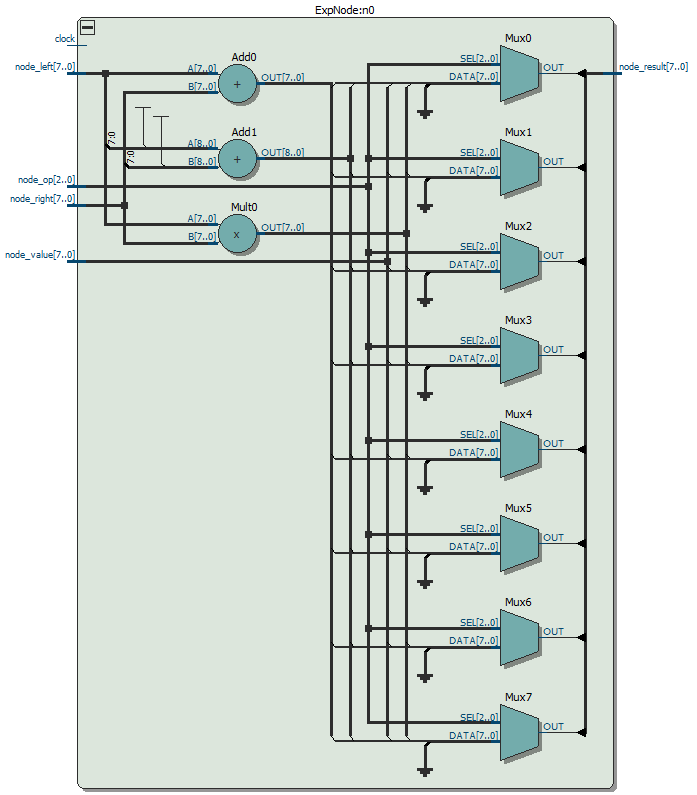 ExpNode:n0
clock
node_left[7..0]
node_op[2..0]
node_right[7..0]
node_value[7..0]
Add0
A[7..0]
B[7..0]
+
OUT[7..0]
7:0
7:0
Add1
A[8..0]
B[8..0]
+
OUT[8..0]
Mult0
A[7..0]
B[7..0]
x
OUT[7..0]
Mux0
SEL[2..0]
DATA[7..0]
OUT
node_result[7..0]
Mux1
SEL[2..0]
DATA[7..0]
OUT
Mux2
SEL[2..0]
DATA[7..0]
OUT
Mux3
SEL[2..0]
DATA[7..0]
OUT
Mux4
SEL[2..0]
DATA[7..0]
OUT
Mux5
SEL[2..0]
DATA[7..0]
OUT
Mux6
SEL[2..0]
DATA[7..0]
OUT
Mux7
SEL[2..0]
DATA[7..0]
OUT